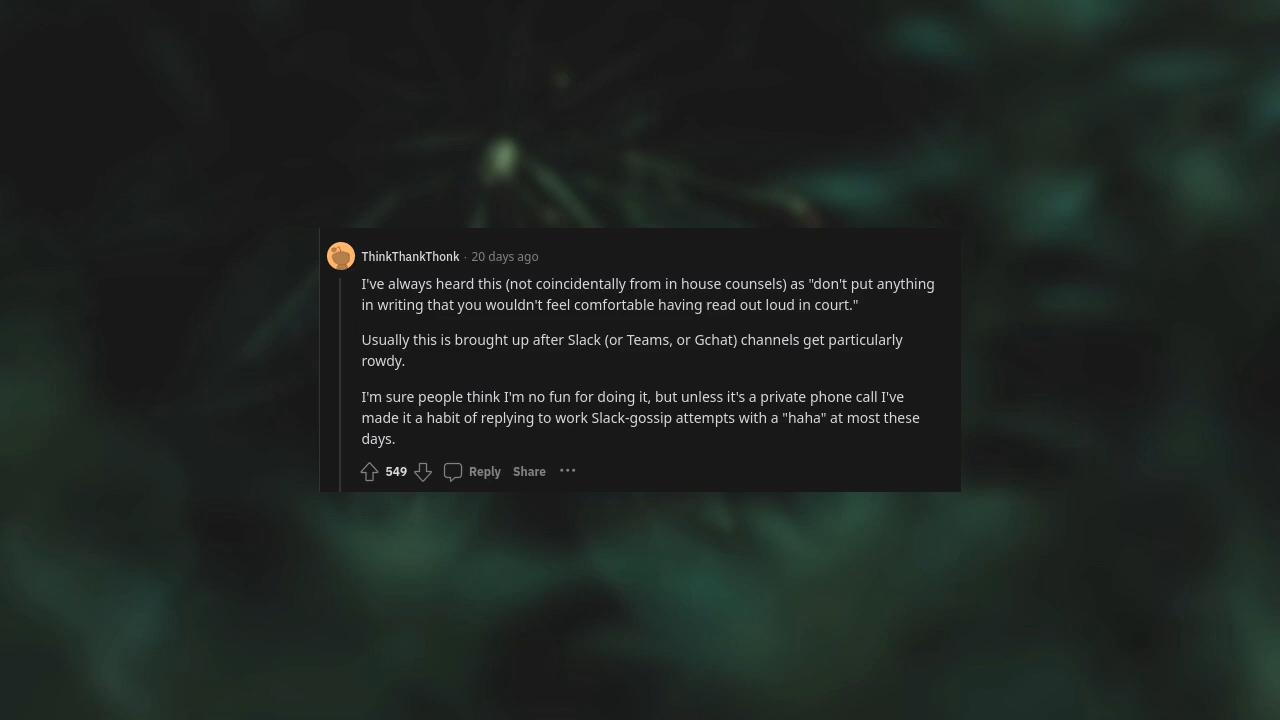 ThinkThankThonk · 20 days ago
I've always heard this (not coincidentally from in house counsels) as "don't put anything
in writing that you wouldn't feel comfortable having read out loud in court."
Usually this is brought up after Slack (or Teams, or Gchat) channels get particularly
rowdy.
I'm sure people think I'm no fun for doing it, but unless it's a private phone call I've
made it a habit of replying to work Slack-gossip attempts with a "haha" at most these
days.
549 Reply Share ···